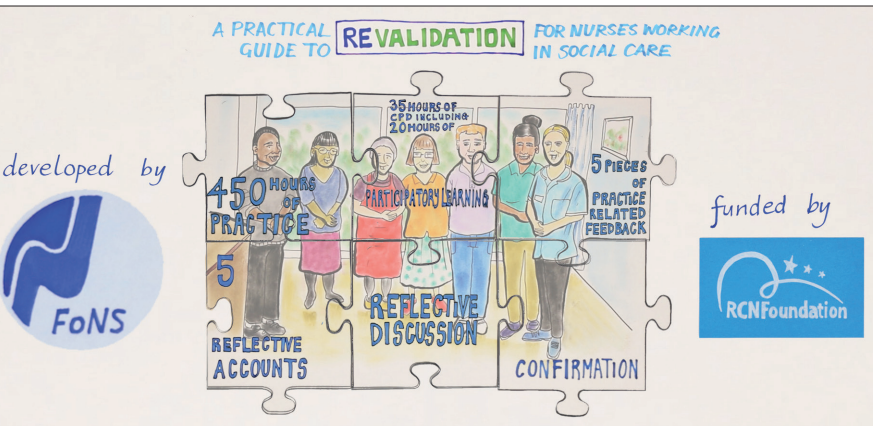 A PRACTICAL
GUIDE TO
REVALIDATION
FOR NURSES WORKING
IN SOCIAL CARE
developed by
FoNS
450 HOURS
OF
PRACTICE
35 HOURS OF
CPD INCLUDING
20 HOURS OF
PARTICIPATORY LEARNING
5 PIECES
OF
PRACTICE
RELATED
FEEDBACK
5
REFLECTIVE
ACCOUNTS
REFLECTIVE
DISCUSSION
CONFIRMATION
funded by
RCNFoundation